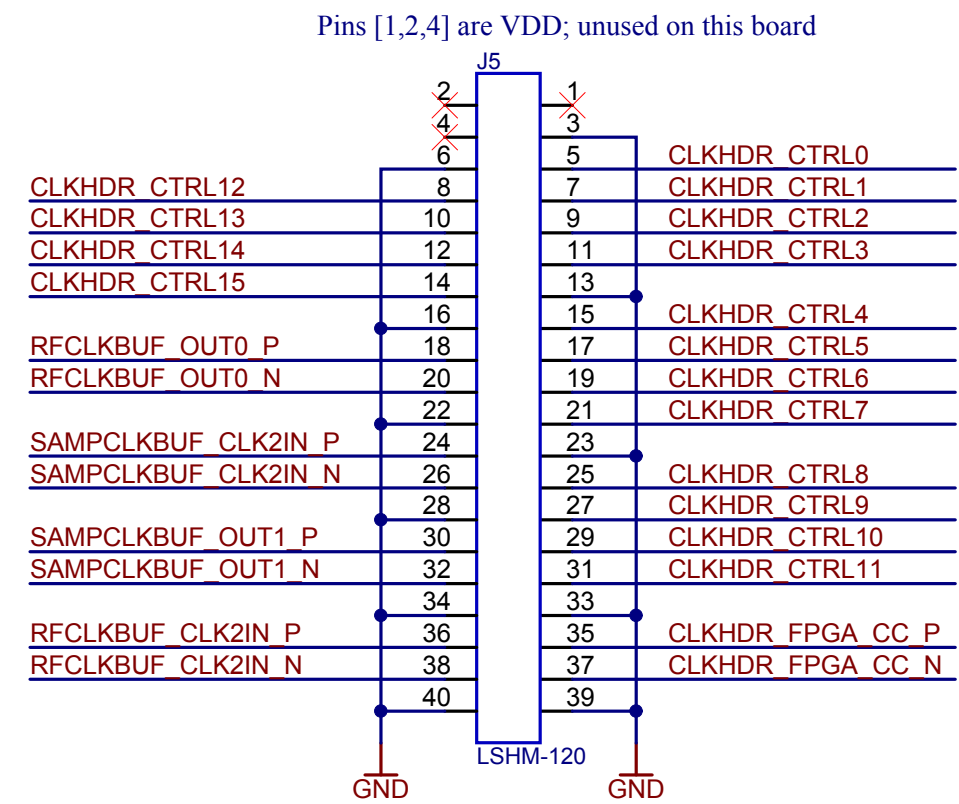 Pins [1,2,4] are VDD; unused on this board
J5
2 1
4 3
6 5 CLKHDR_CTRL0
CLKHDR_CTRL12 8 7 CLKHDR_CTRL1
CLKHDR_CTRL13 10 9 CLKHDR_CTRL2
CLKHDR_CTRL14 12 11 CLKHDR_CTRL3
CLKHDR_CTRL15 14 13
16 15 CLKHDR_CTRL4
RFCLKBUF_OUT0_P 18 17 CLKHDR_CTRL5
RFCLKBUF_OUT0_N 20 19 CLKHDR_CTRL6
22 21 CLKHDR_CTRL7
SAMPCLKBUF_CLK2IN_P 24 23
SAMPCLKBUF_CLK2IN_N 26 25 CLKHDR_CTRL8
28 27 CLKHDR_CTRL9
SAMPCLKBUF_OUT1_P 30 29 CLKHDR_CTRL10
SAMPCLKBUF_OUT1_N 32 31 CLKHDR_CTRL11
34 33
RFCLKBUF_CLK2IN_P 36 35 CLKHDR_FPGA_CC_P
RFCLKBUF_CLK2IN_N 38 37 CLKHDR_FPGA_CC_N
40 39
LSHM-120
GND GND